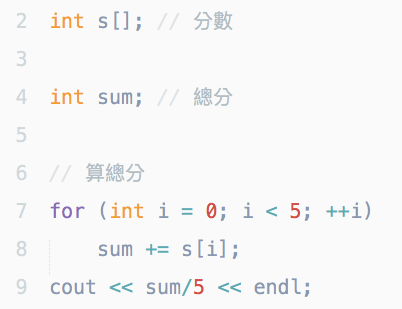 2 int s[]; // 分數
3
4 int sum; // 總分
5
6 // 算總分
7 for (int i = 0; i < 5; ++i)
8     sum += s[i];
9 cout << sum/5 << endl;